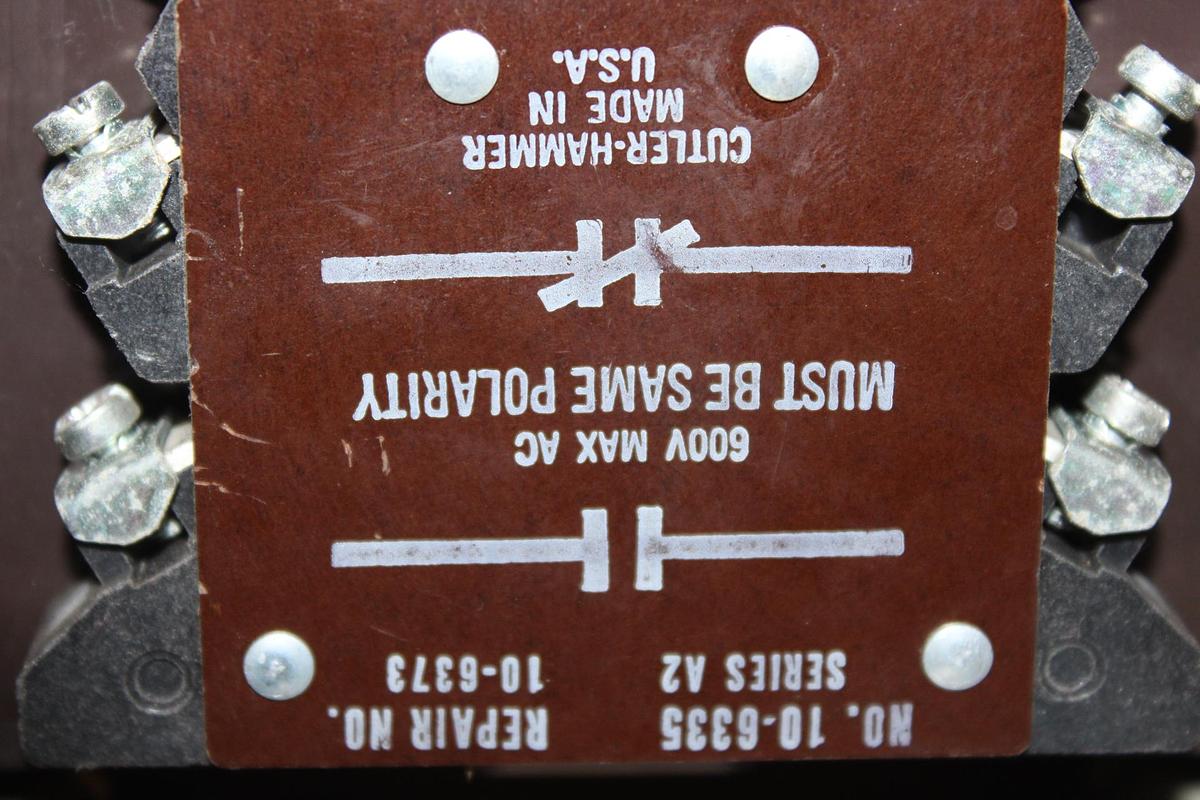 NO. 10-6335
SERIES A2
REPAIR NO.
10-6373
600V MAX AC
MUST BE SAME POLARITY
CUTLER-HAMMER
MADE IN
U.S.A.